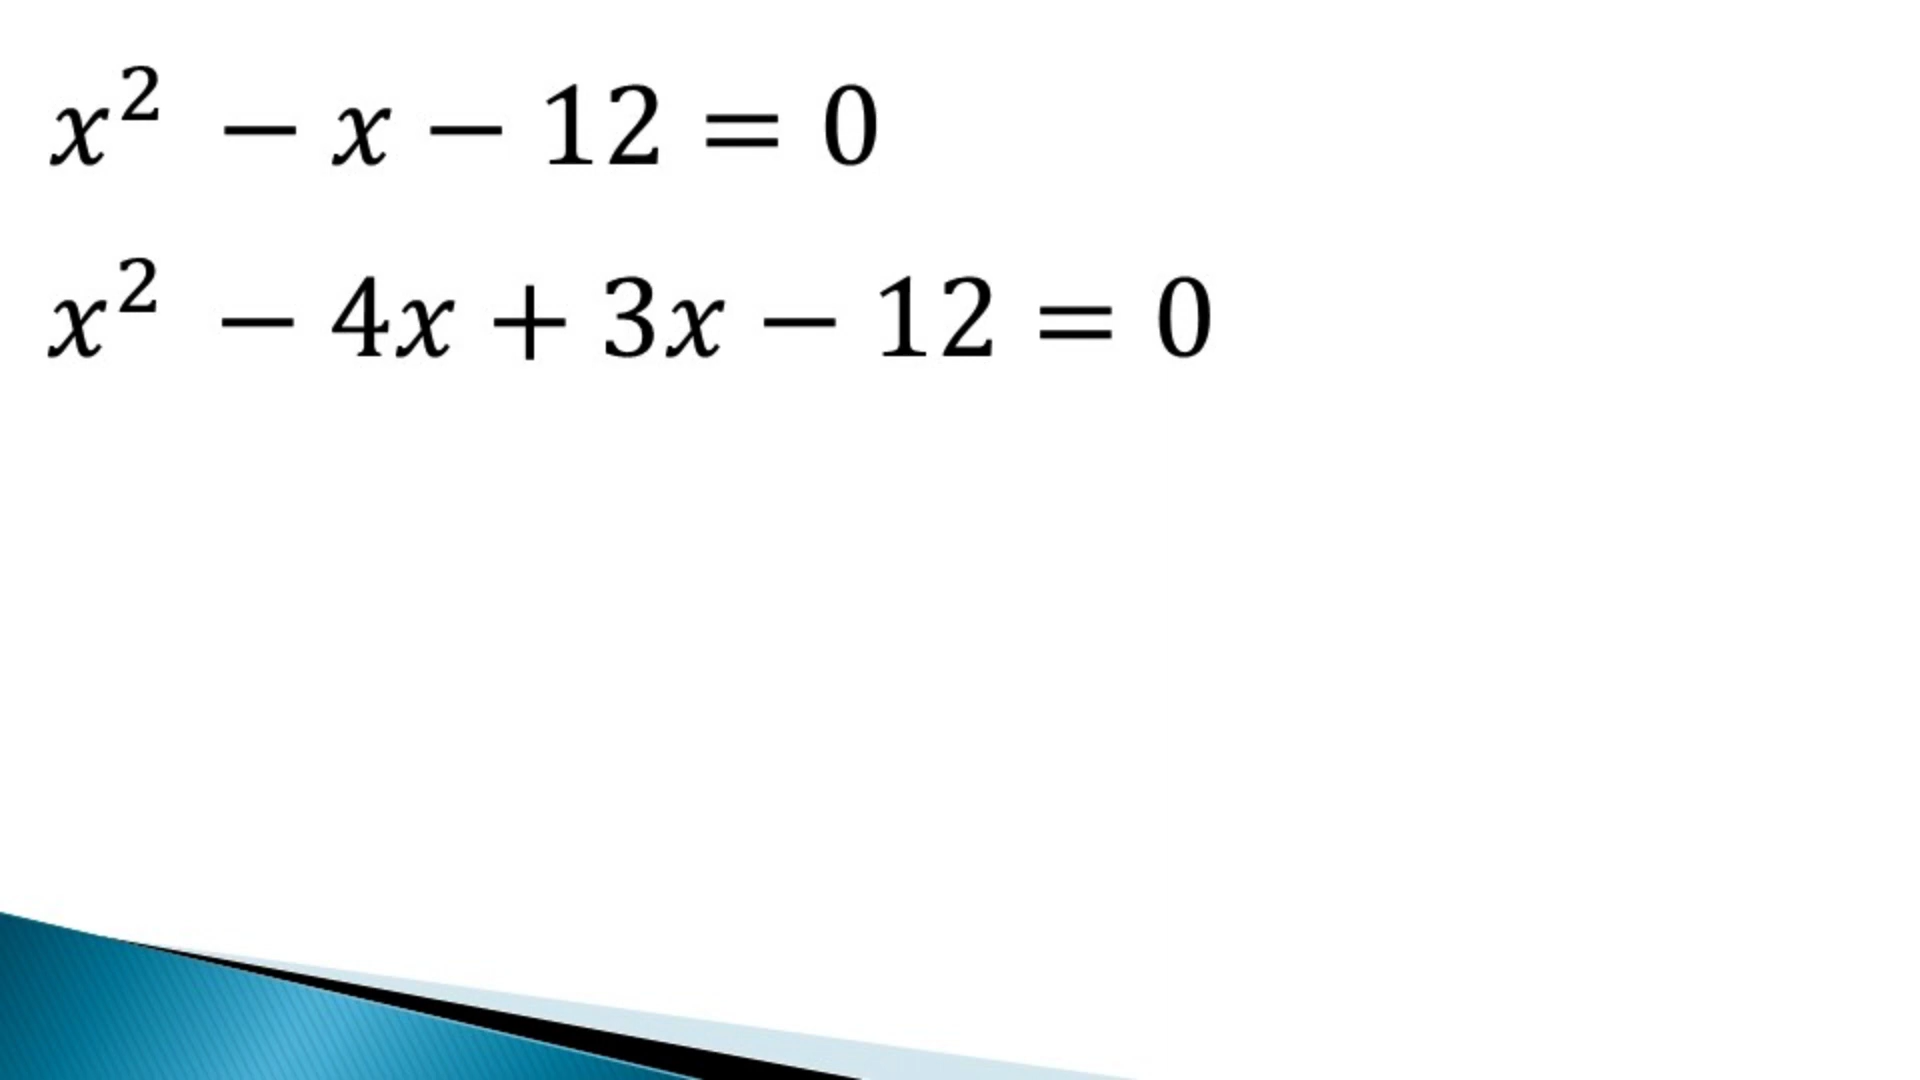 x² − x − 12 = 0
x² − 4x + 3x − 12 = 0